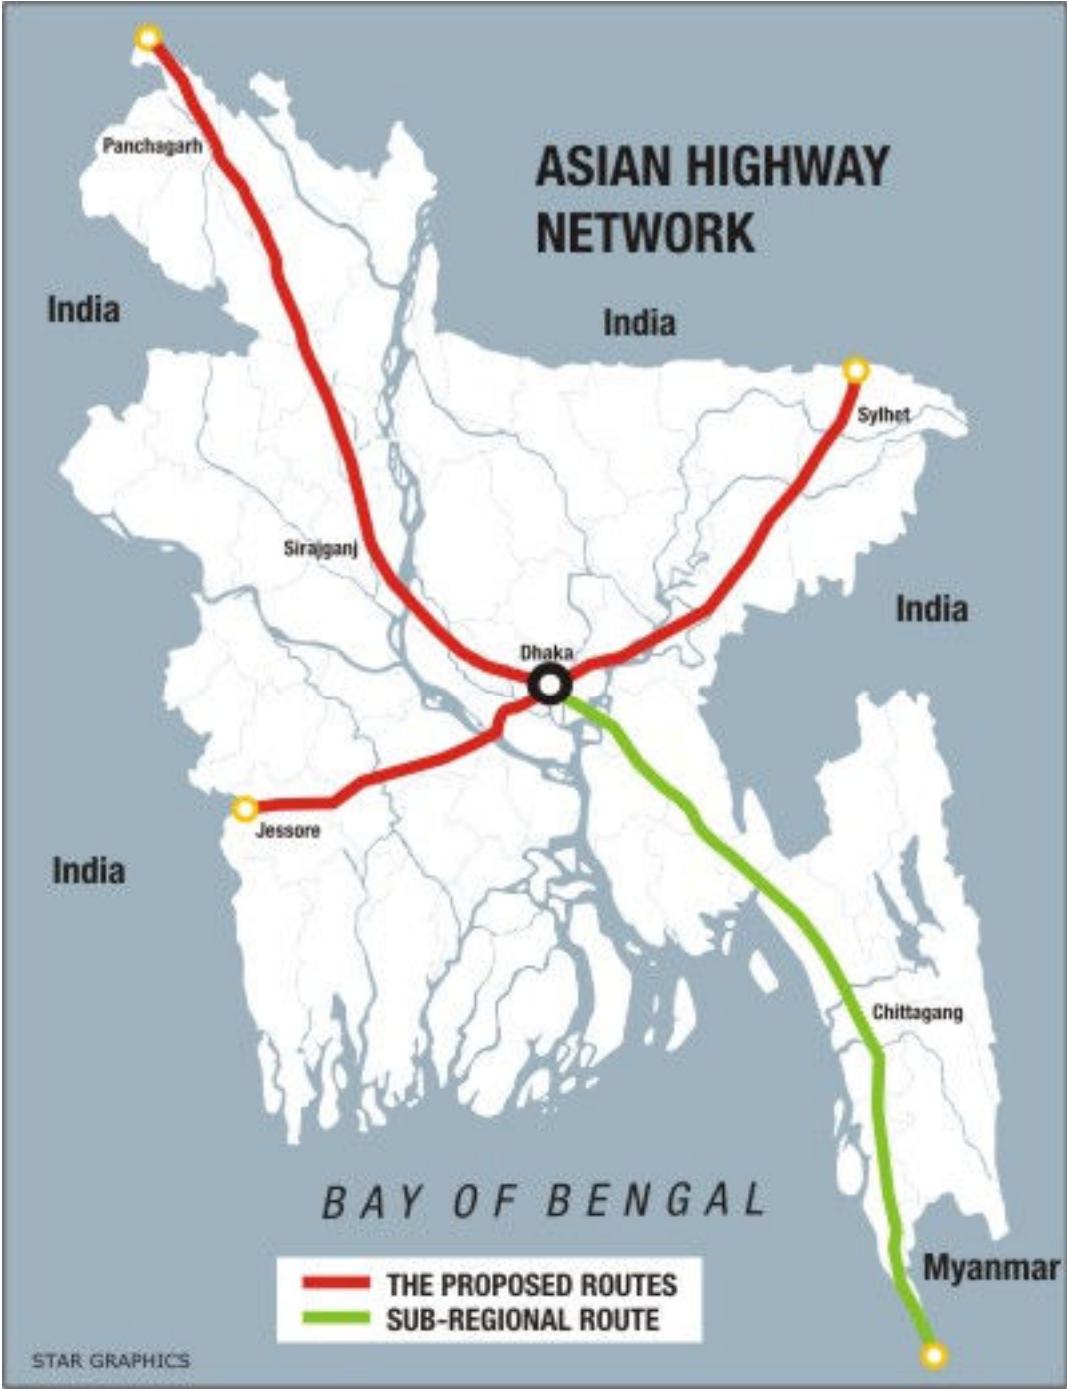 Panchagarh
ASIAN HIGHWAY
NETWORK
India
India
Sylhet
Sirajganj
India
Dhaka
Jessore
India
Chittagang
BAY OF BENGAL
Myanmar
THE PROPOSED ROUTES
SUB-REGIONAL ROUTE
STAR GRAPHICS